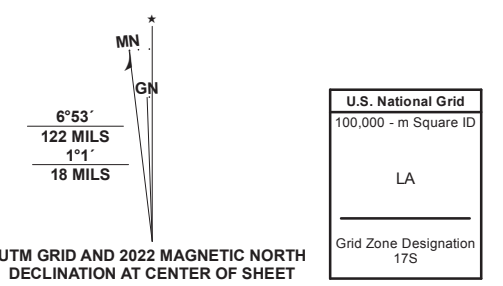 ★
MN
GN
6°53´
122 MILS
1°1´
18 MILS
UTM GRID AND 2022 MAGNETIC NORTH
DECLINATION AT CENTER OF SHEET
U.S. National Grid
100,000 - m Square ID
LA
Grid Zone Designation
17S